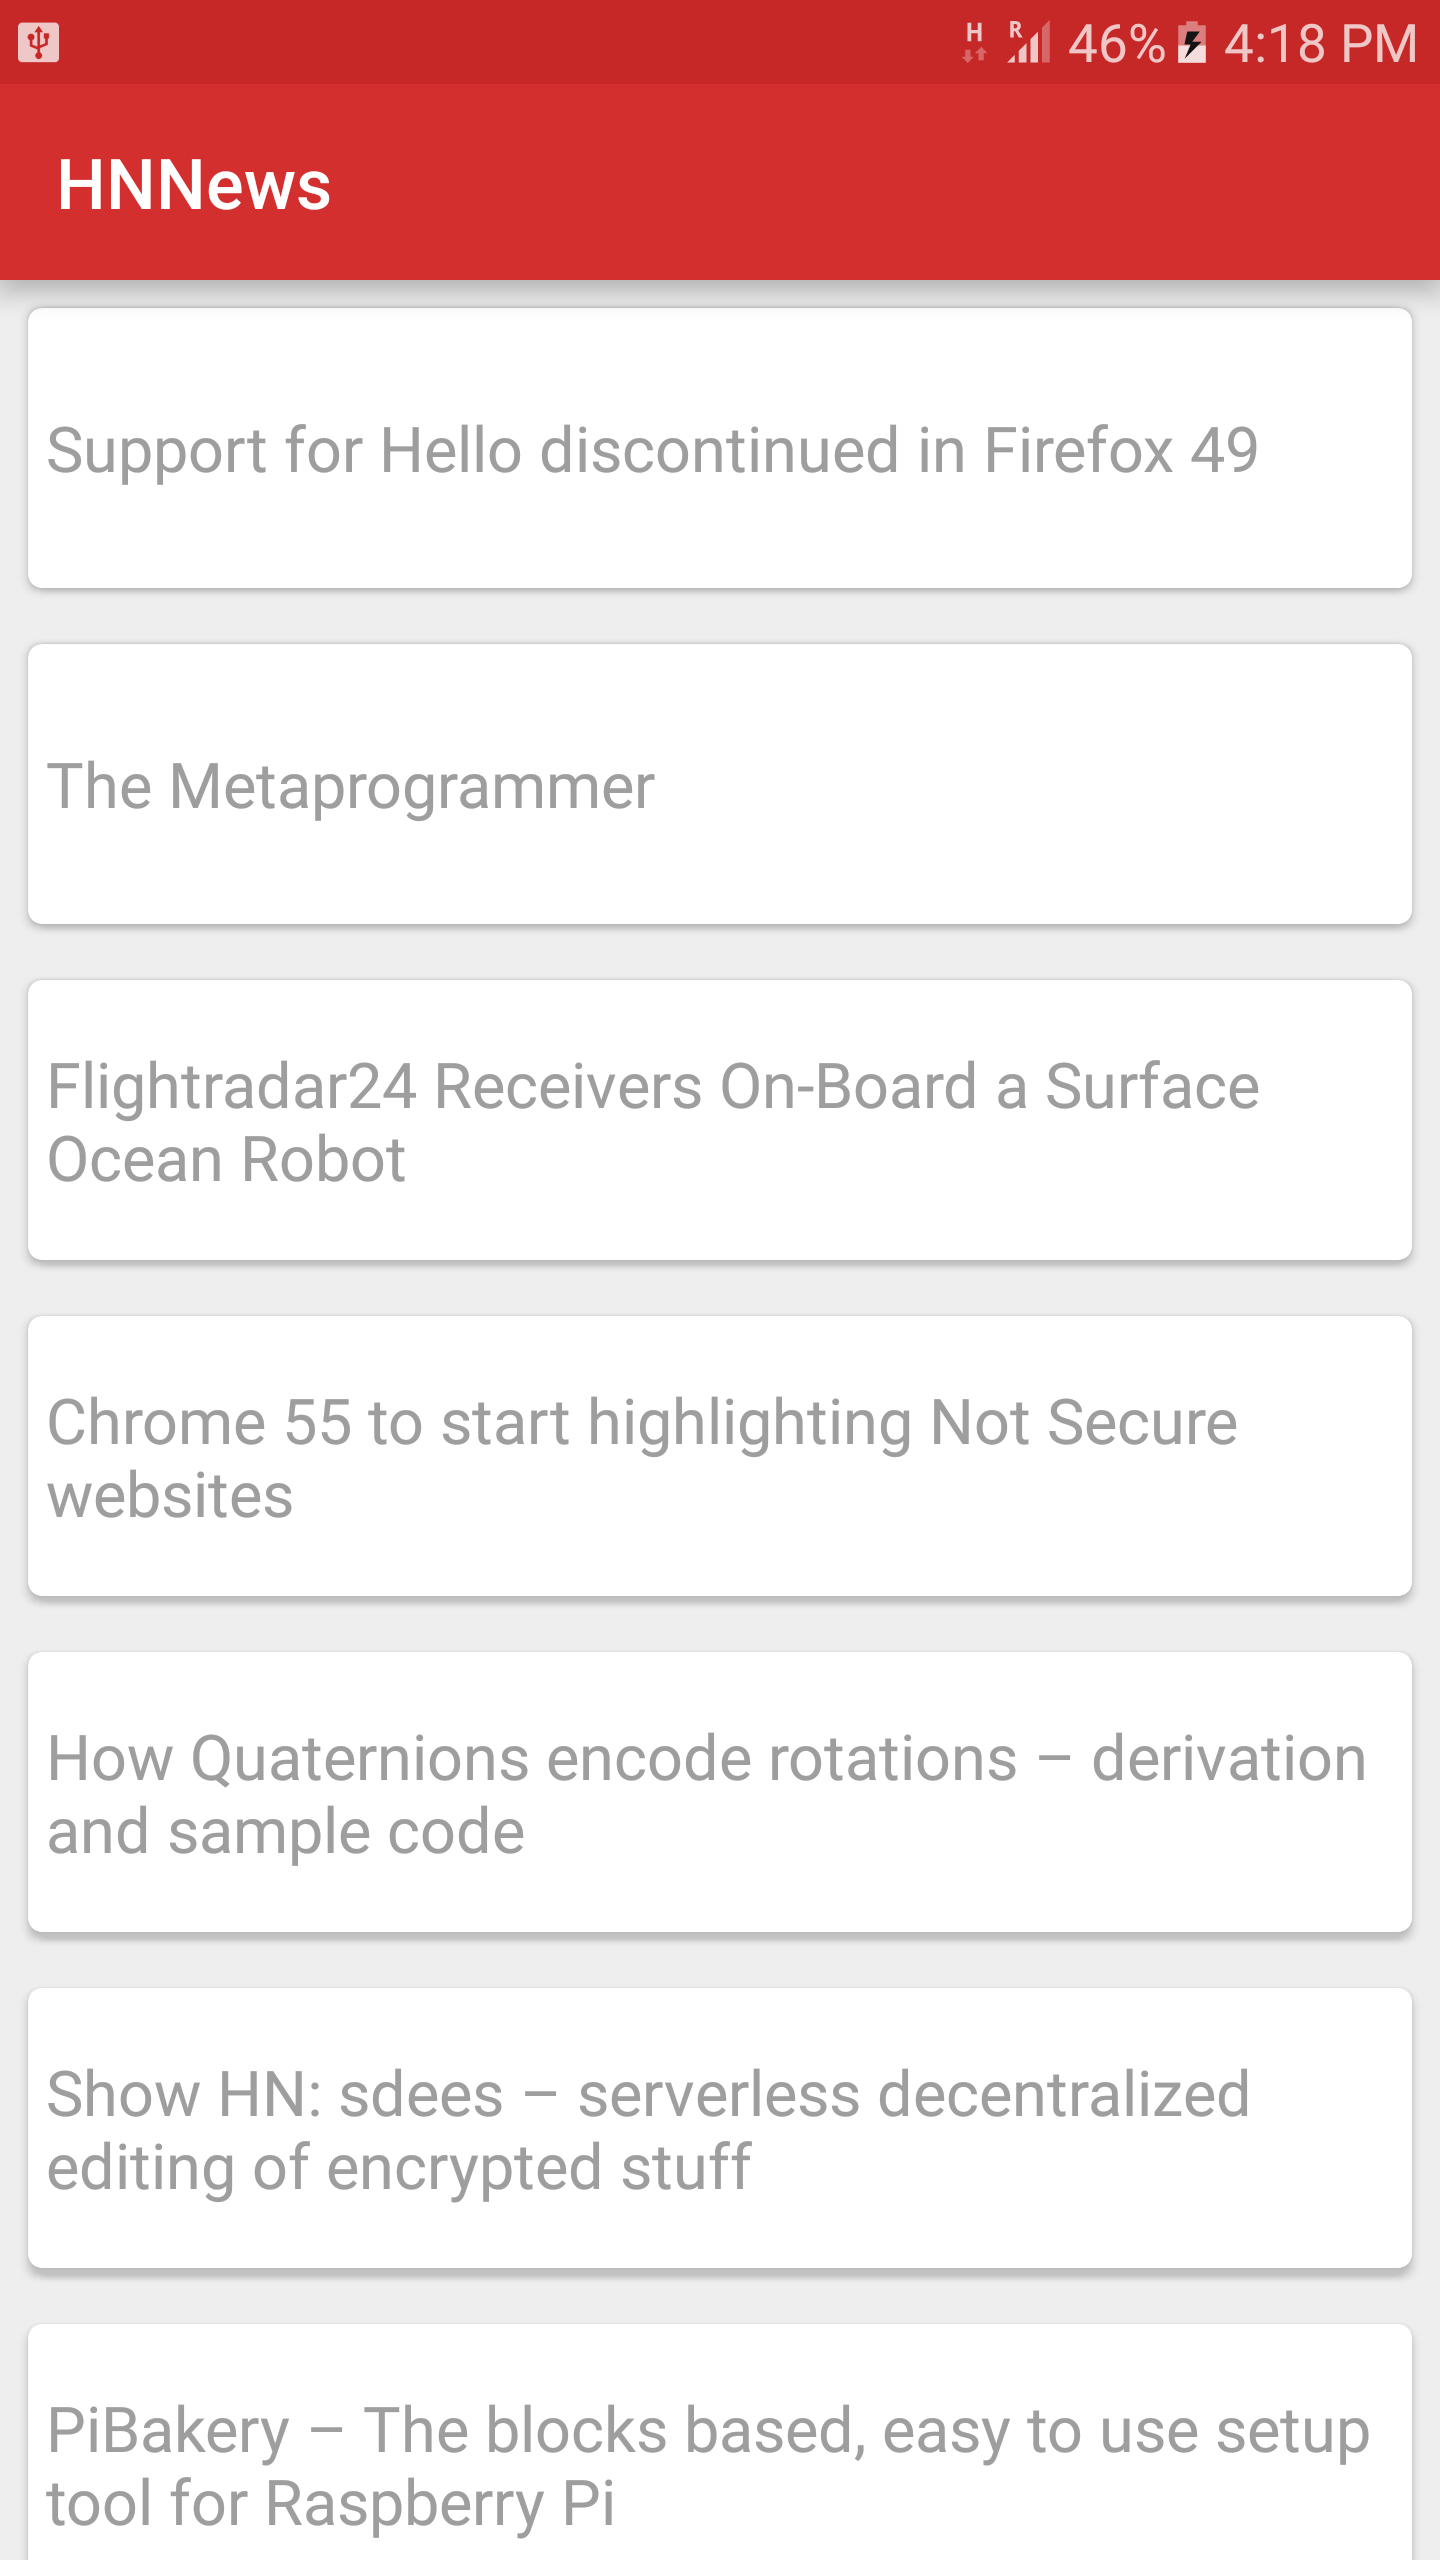 H R 46% 4:18 PM
HNNews
Support for Hello discontinued in Firefox 49
The Metaprogrammer
Flightradar24 Receivers On-Board a Surface
Ocean Robot
Chrome 55 to start highlighting Not Secure
websites
How Quaternions encode rotations – derivation
and sample code
Show HN: sdees – serverless decentralized
editing of encrypted stuff
PiBakery – The blocks based, easy to use setup
tool for Raspberry Pi